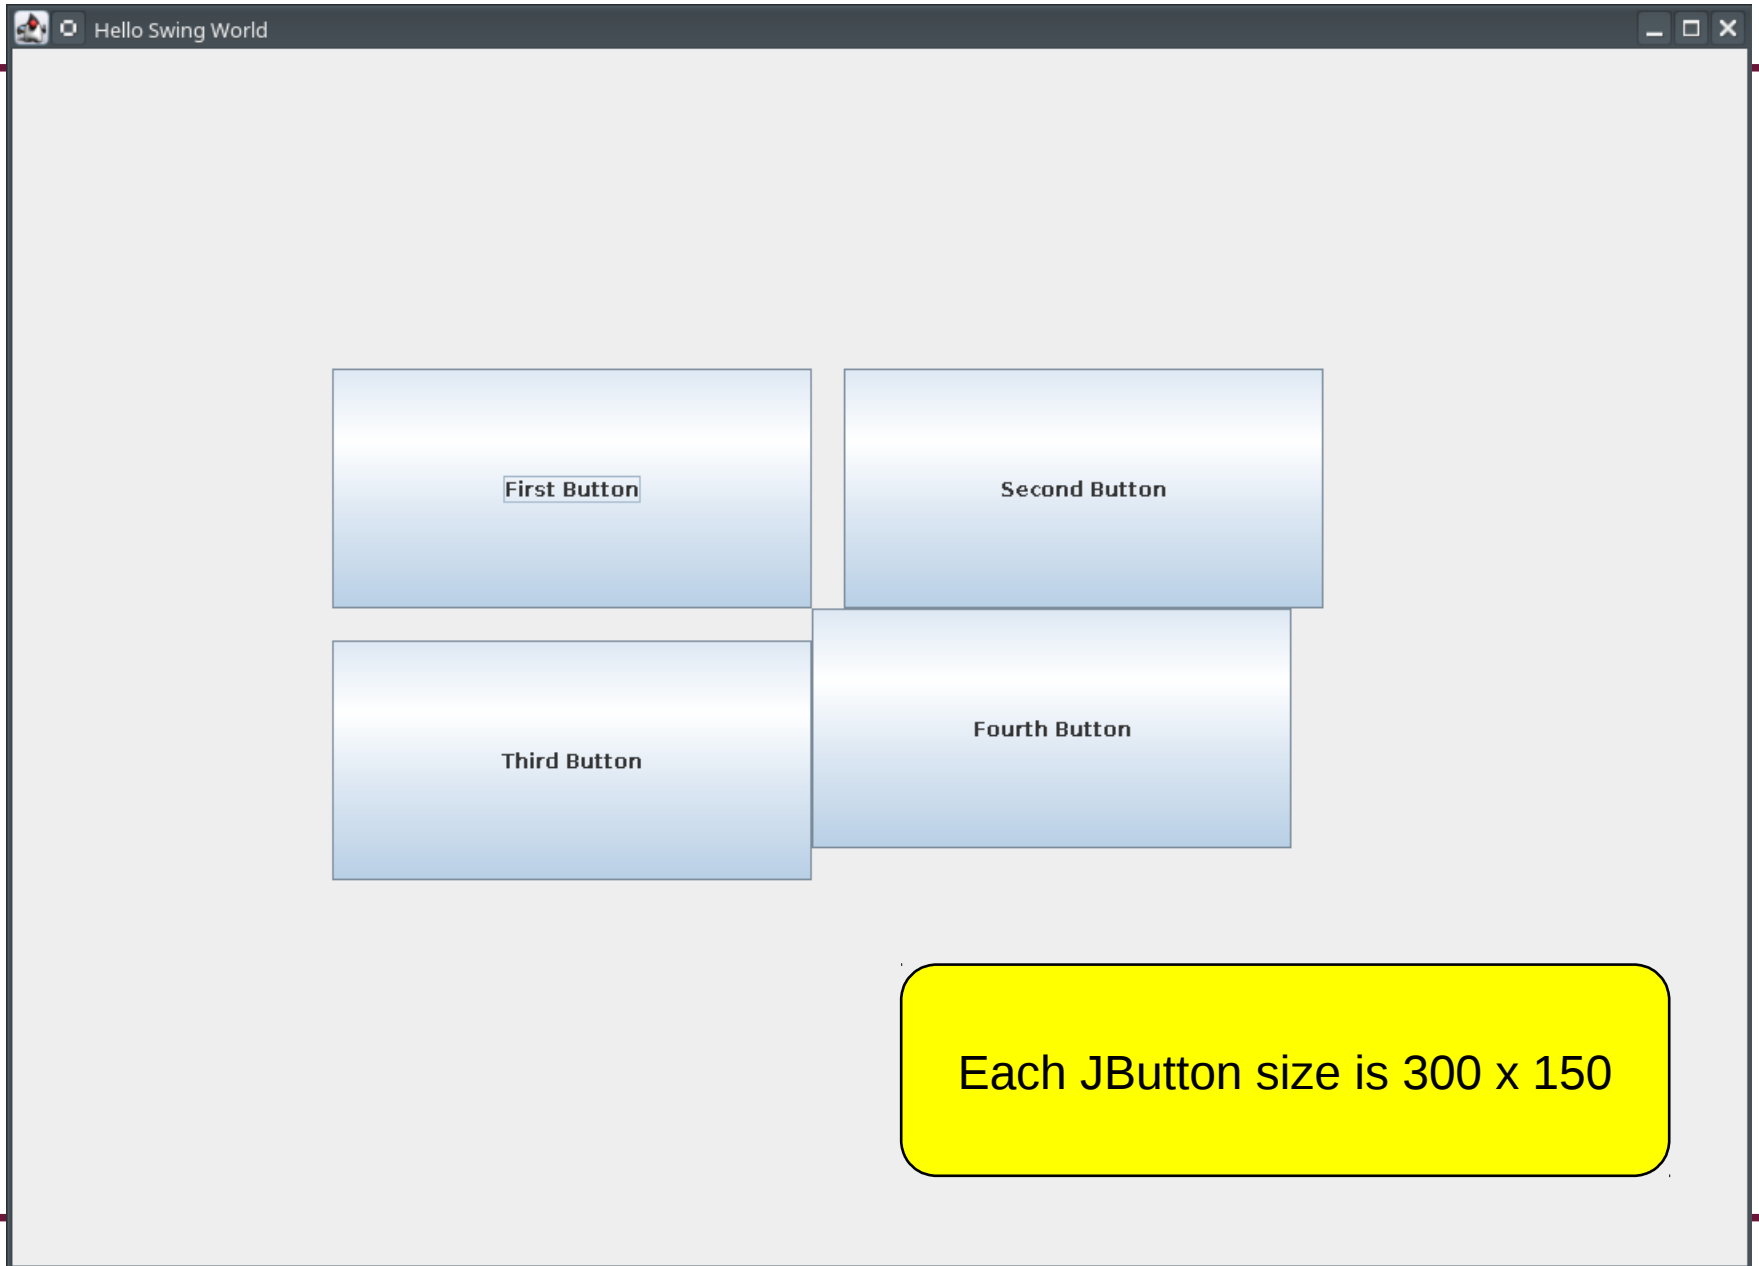 Hello Swing World
First Button
Second Button
Third Button
Fourth Button
Each JButton size is 300 x 150